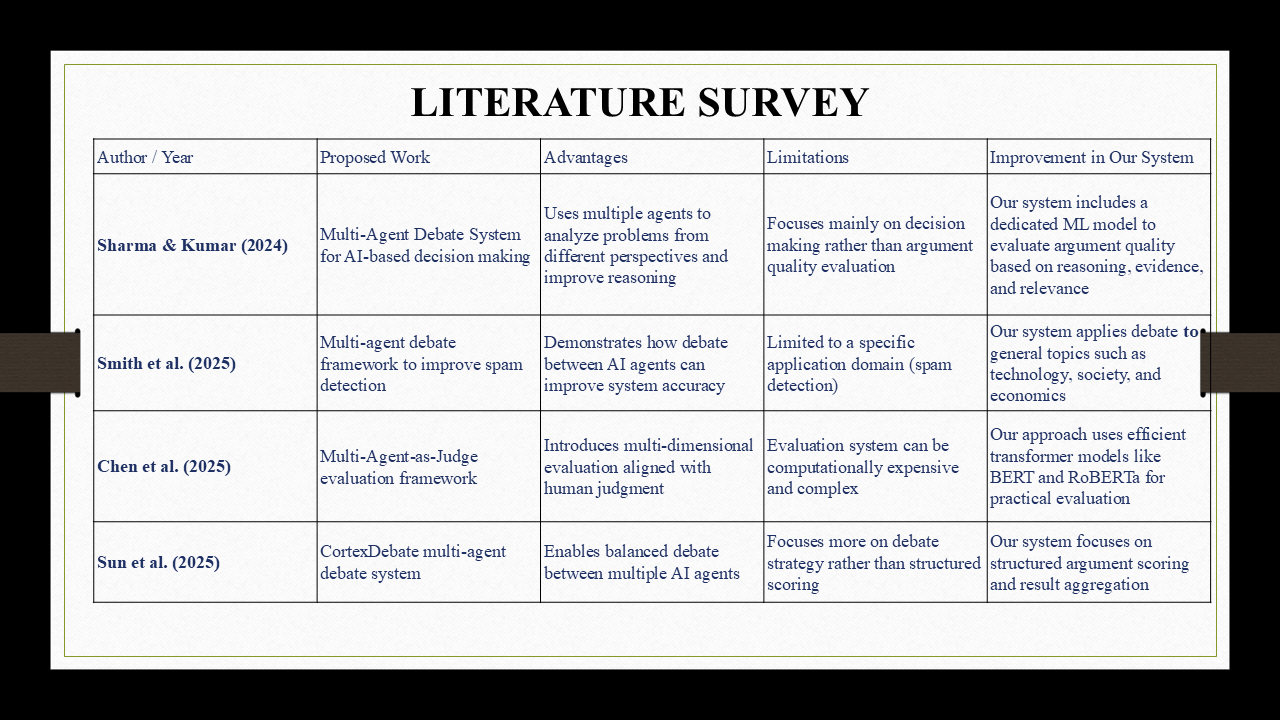 LITERATURE SURVEY
Author / Year
Proposed Work
Advantages
Limitations
Improvement in Our System
Sharma & Kumar (2024)
Multi-Agent Debate System
for AI-based decision making
Uses multiple agents to
analyze problems from
different perspectives and
improve reasoning
Focuses mainly on decision
making rather than argument
quality evaluation
Our system includes a
dedicated ML model to
evaluate argument quality
based on reasoning, evidence,
and relevance
Smith et al. (2025)
Multi-agent debate
framework to improve spam
detection
Demonstrates how debate
between AI agents can
improve system accuracy
Limited to a specific
application domain (spam
detection)
Our system applies debate to
general topics such as
technology, society, and
economics
Chen et al. (2025)
Multi-Agent-as-Judge
evaluation framework
Introduces multi-dimensional
evaluation aligned with
human judgment
Evaluation system can be
computationally expensive
and complex
Our approach uses efficient
transformer models like
BERT and RoBERTa for
practical evaluation
Sun et al. (2025)
CortexDebate multi-agent
debate system
Enables balanced debate
between multiple AI agents
Focuses more on debate
strategy rather than structured
scoring
Our system focuses on
structured argument scoring
and result aggregation